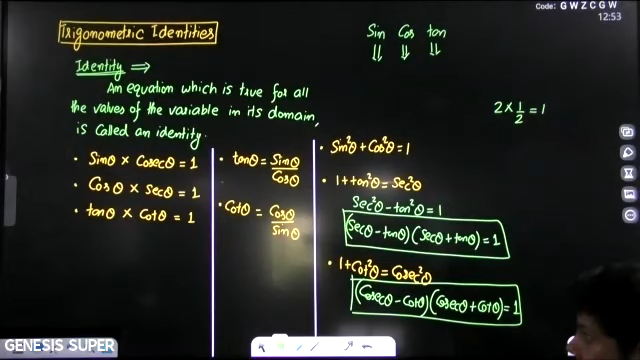 Code: G W Z C G W
12:53
Trigonometric Identities
Sin Cos tan
⇓ ⇓ ⇓
Identity ⇒
An equation which is true for all
the values of the variable in its domain,
is called an identity.
2 × 1/2 = 1
• Sinθ × Cosecθ = 1
• Cosθ × Secθ = 1
• tanθ × Cotθ = 1
• tanθ = Sinθ/Cosθ
• Cotθ = Cosθ/Sinθ
• Sin²θ + Cos²θ = 1
• 1 + tan²θ = Sec²θ
Sec²θ - tan²θ = 1
(Secθ - tanθ) (Secθ + tanθ) = 1
• 1 + Cot²θ = Cosec²θ
(Cosecθ - Cotθ) (Cosecθ + Cotθ) = 1
GENESIS SUPER